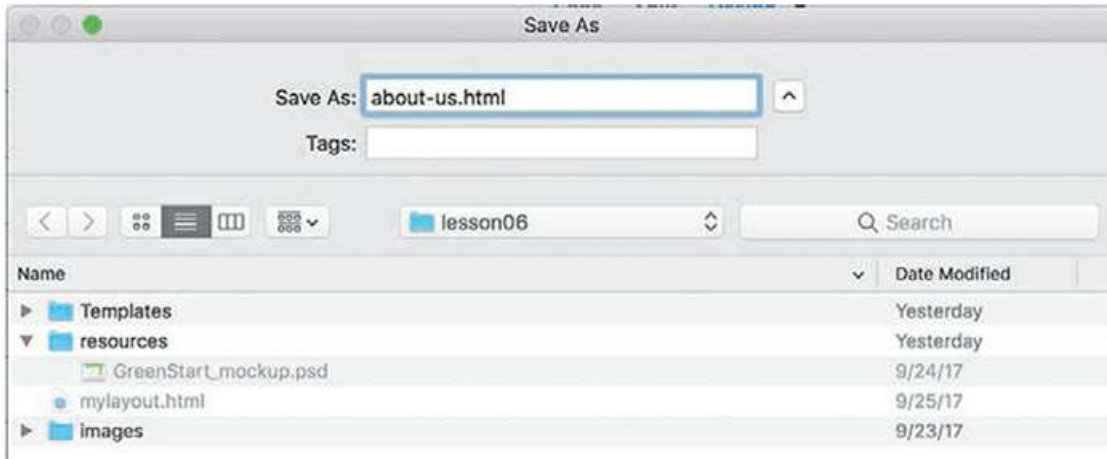 Save As
Save As: about-us.html
Tags:
lesson06
Search
Name Date Modified
Templates Yesterday
resources Yesterday
GreenStart_mockup.psd 9/24/17
mylayout.html 9/25/17
images 9/23/17